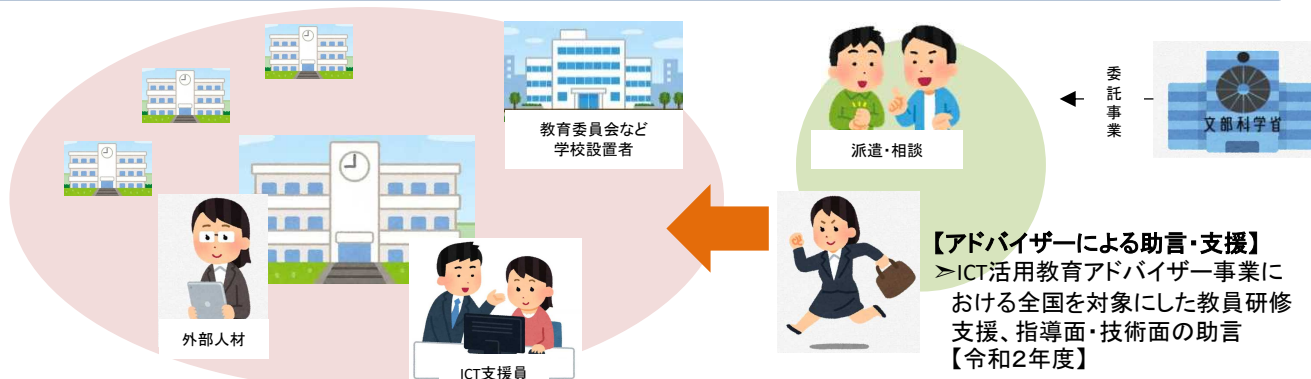 教育委員会など
学校設置者
派遣・相談
委託事業
文部科学省
外部人材
ICT支援員
【アドバイザーによる助言・支援】
➢ICT活用教育アドバイザー事業に
おける全国を対象にした教員研修
支援、指導面・技術面の助言
【令和２年度】